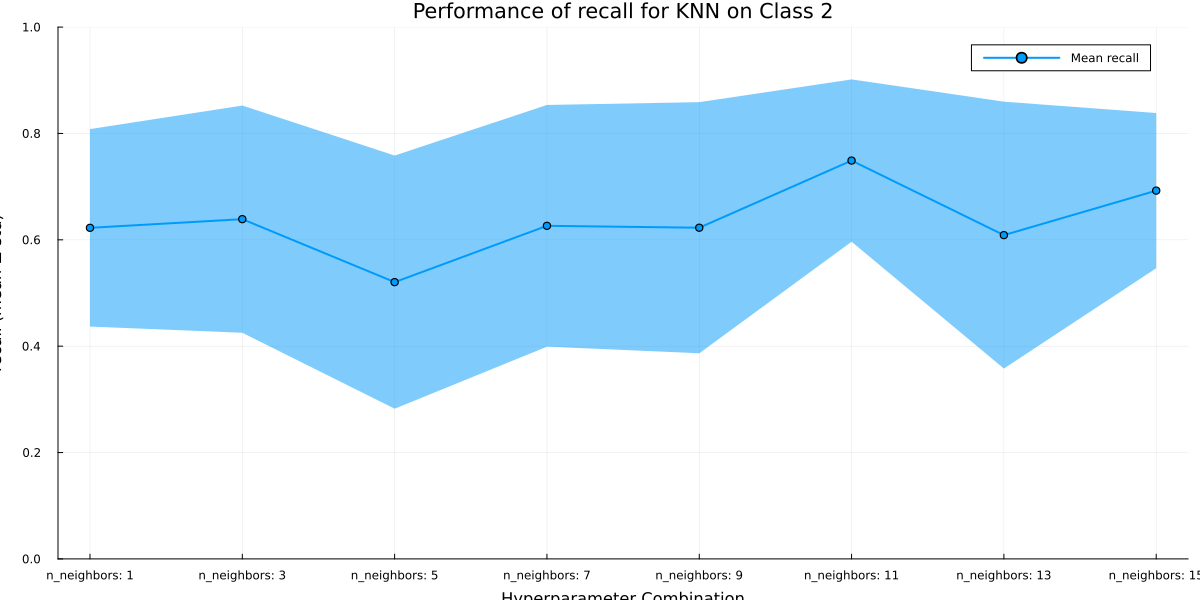 Performance of recall for KNN on Class 2
Mean recall
1.0
0.8
0.6
0.4
0.2
0.0
n_neighbors: 1
n_neighbors: 3
n_neighbors: 5
n_neighbors: 7
n_neighbors: 9
n_neighbors: 11
n_neighbors: 13
n_neighbors: 15
Hyperparameter Combination